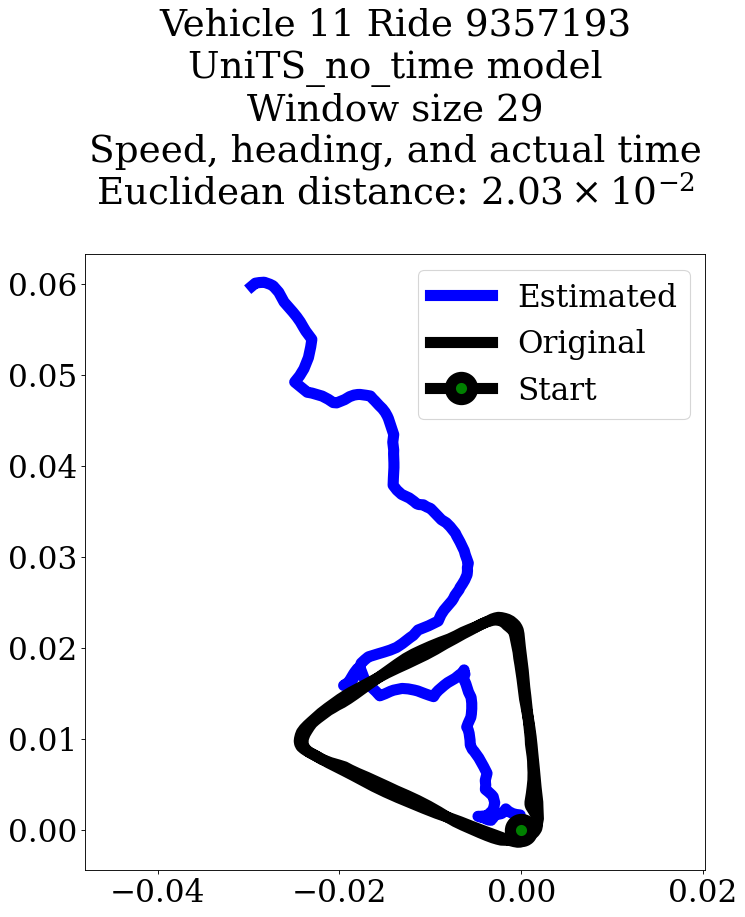 Vehicle 11 Ride 9357193
UniTS_no_time model
Window size 29
Speed, heading, and actual time
Euclidean distance: 2.03 × 10⁻²
Estimated
Original
Start
0.06
0.05
0.04
0.03
0.02
0.01
0.00
−0.04 −0.02 0.00 0.02